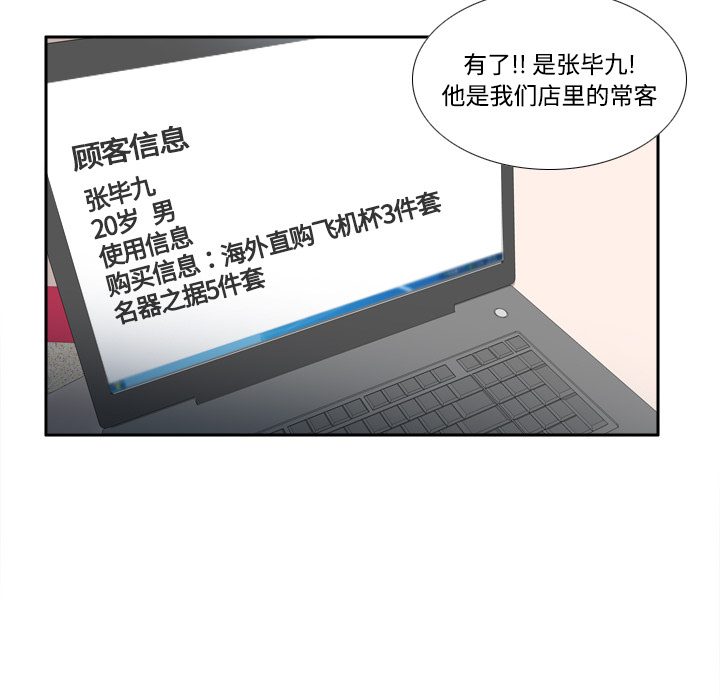 有了!! 是张毕九!
他是我们店里的常客
顾客信息
张毕九
20岁 男
使用信息
购买信息：海外直购飞机杯3件套
名器之据5件套